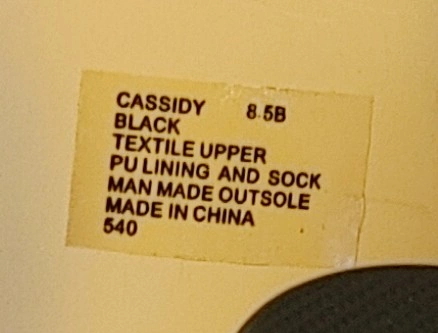 CASSIDY 8.5B
BLACK
TEXTILE UPPER
PU LINING AND SOCK
MAN MADE OUTSOLE
MADE IN CHINA
540